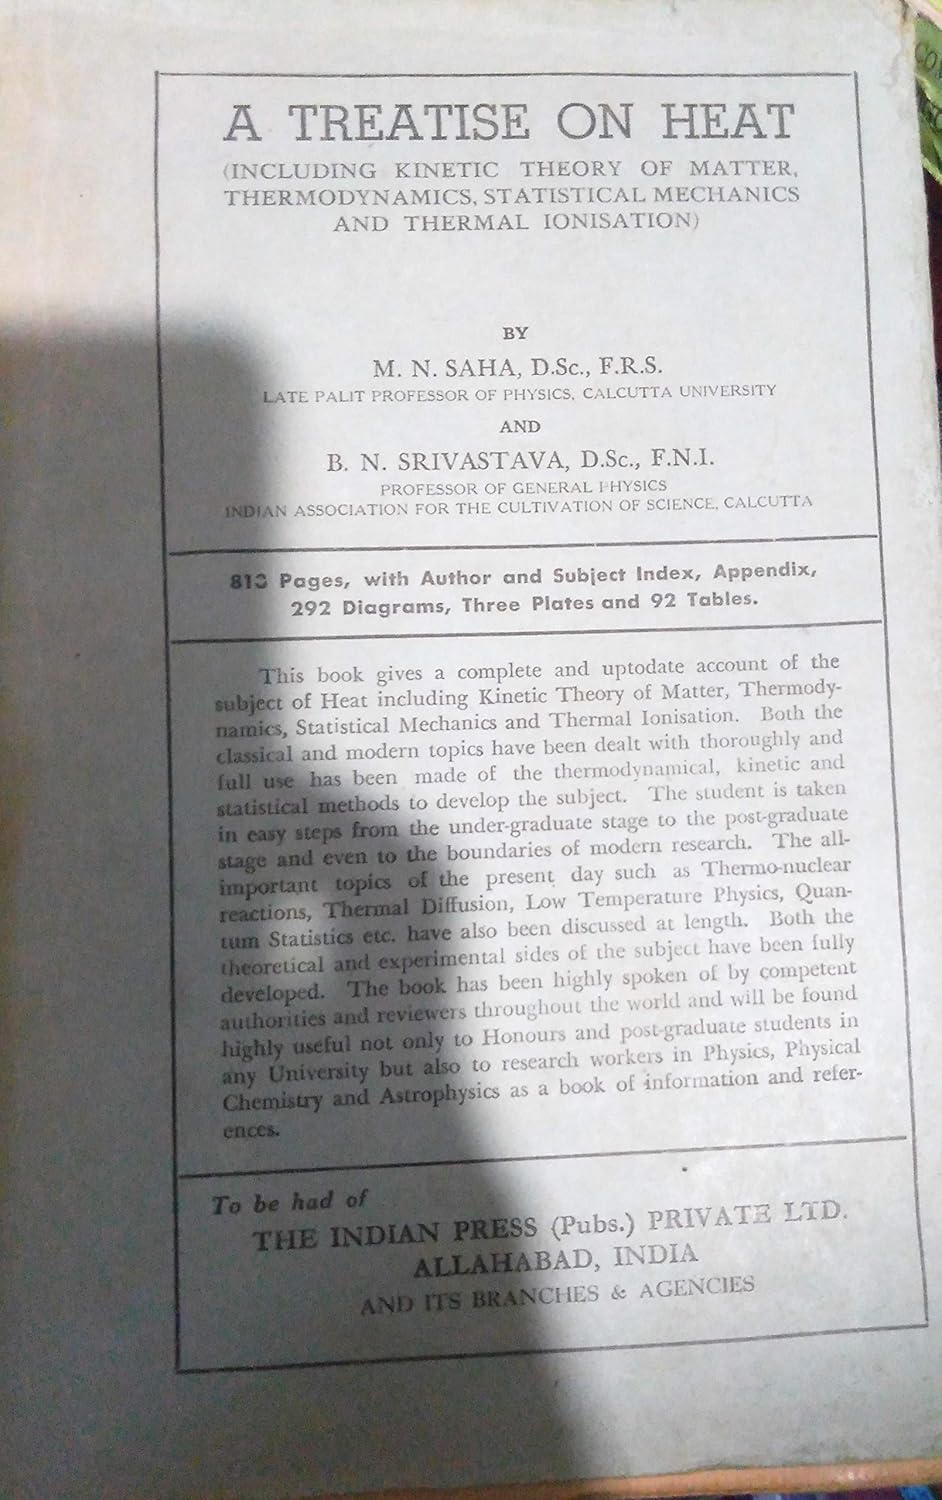 A TREATISE ON HEAT
(INCLUDING KINETIC THEORY OF MATTER,
THERMODYNAMICS, STATISTICAL MECHANICS
AND THERMAL IONISATION)
BY
M. N. SAHA, D.Sc., F.R.S.
LATE PALIT PROFESSOR OF PHYSICS, CALCUTTA UNIVERSITY
AND
B. N. SRIVASTAVA, D.Sc., F.N.I.
PROFESSOR OF GENERAL PHYSICS
INDIAN ASSOCIATION FOR THE CULTIVATION OF SCIENCE, CALCUTTA
Pages, with Author and Subject Index, Appendix,
292 Diagrams, Three Plates and 92 Tables.
This book gives a complete and uptodate account of the
subject of Heat including Kinetic Theory of Matter, Thermody-
namics, Statistical Mechanics and Thermal Ionisation. Both the
classical and modern topics have been dealt with thoroughly and
full use has been made of the thermodynamical, kinetic and
statistical methods to develop the subject. The student is taken
in easy steps from the under-graduate stage to the post-graduate
stage and even to the boundaries of modern research. The all-
important topics of the present day such as Thermo-nuclear
reactions, Thermal Diffusion, Low Temperature Physics, Quan-
tum Statistics etc. have also been discussed at length. Both the
theoretical and experimental sides of the subject have been fully
developed. The book has been highly spoken of by competent
authorities and reviewers throughout the world and will be found
highly useful not only to Honours and post-graduate students in
any University but also to research workers in Physics, Physical
Chemistry and Astrophysics as a book of information and refer-
ences.
To be had of
THE INDIAN PRESS (Pubs.) PRIVATE LTD.
ALLAHABAD, INDIA
AND ITS BRANCHES & AGENCIES